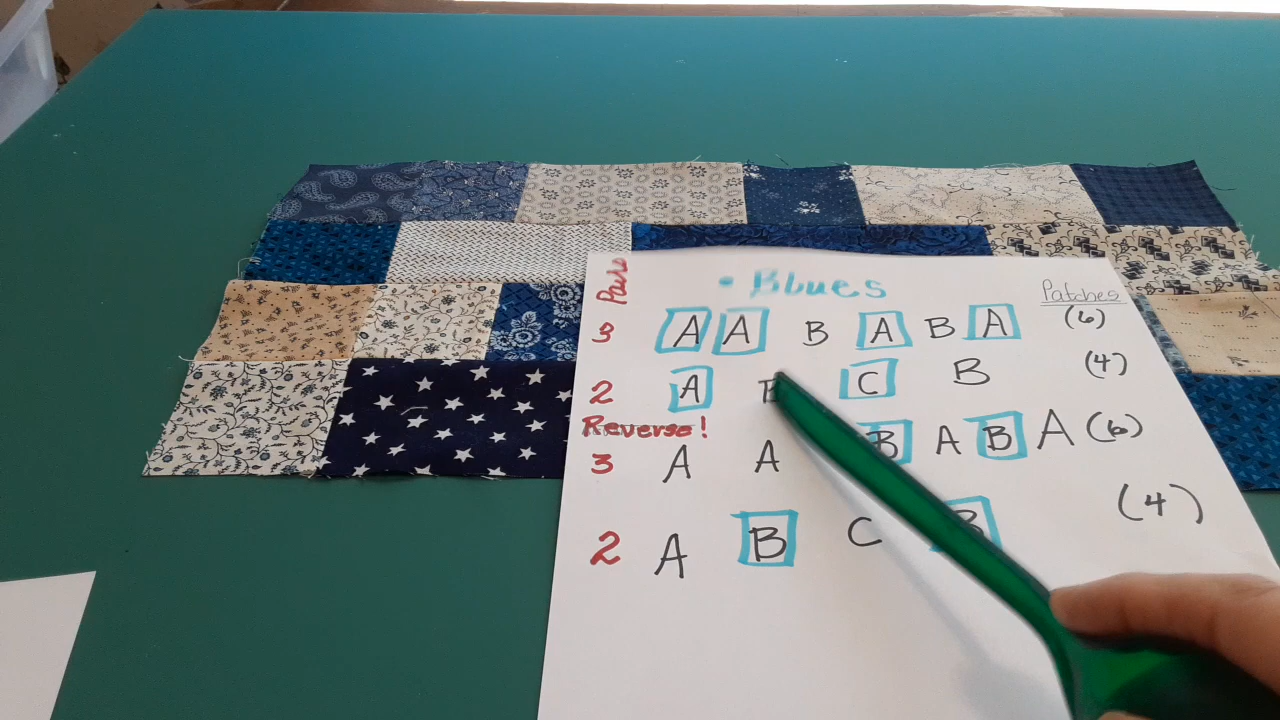 Pairs
• Blues
Patches
3 A A B A B A (6)
2 A B C B (4)
Reverse!
3 A A B A B A (6)
2 A B C B (4)